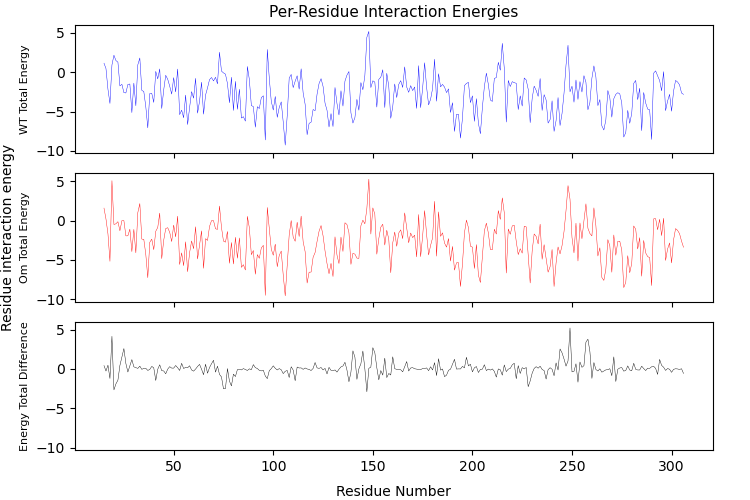 Per-Residue Interaction Energies
Residue interaction energy
WT Total Energy
5
0
−5
−10
Om Total Energy
5
0
−5
−10
Energy Total Difference
5
0
−5
−10
50 100 150 200 250 300
Residue Number